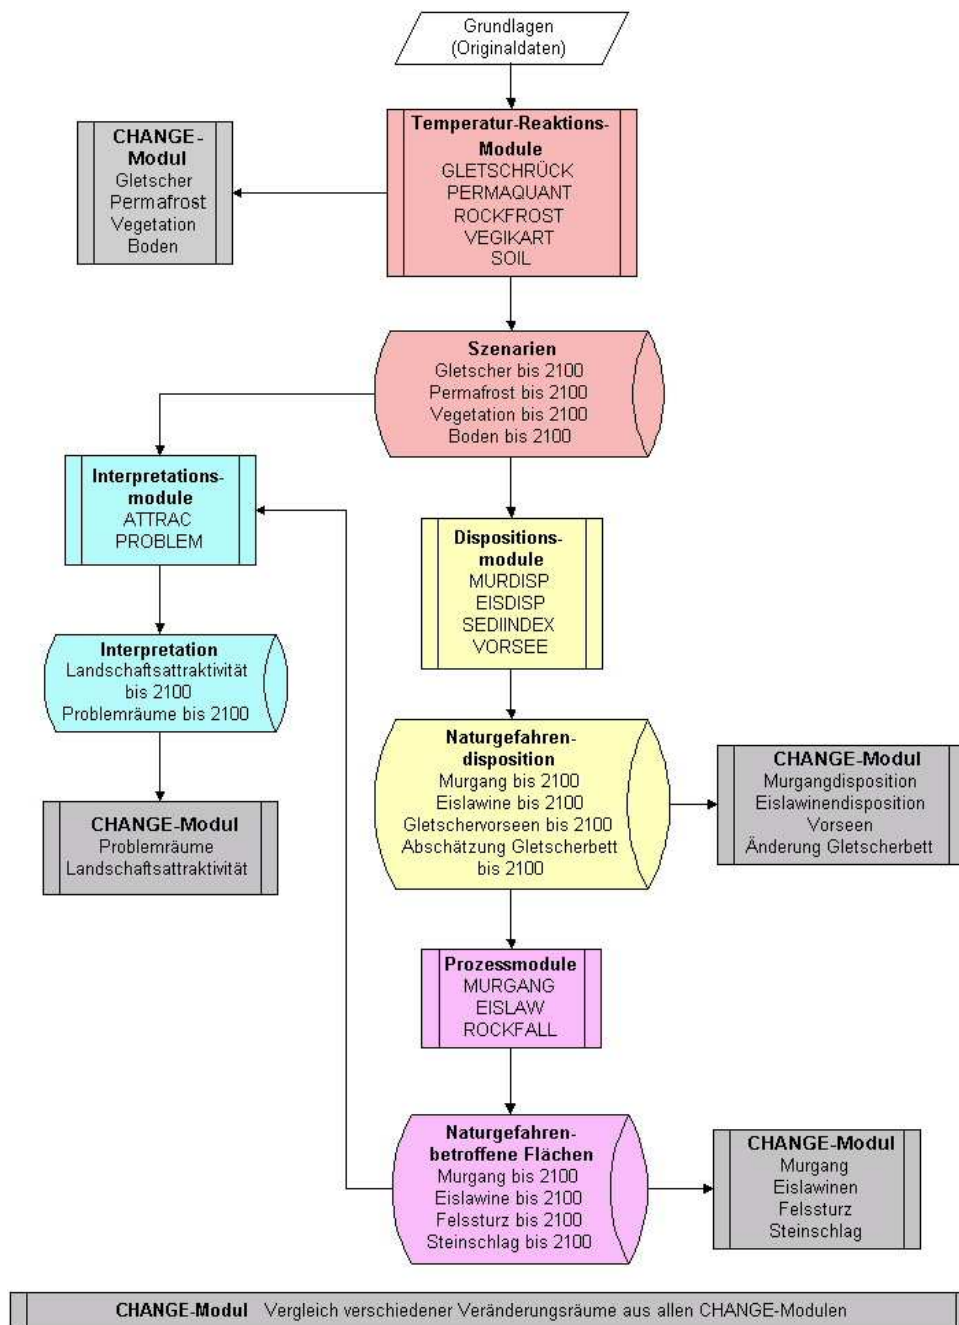 Grundlagen
(Originaldaten)
Temperatur-Reaktions-
Module
GLETSCHRÜCK
PERMAQUANT
ROCKFROST
VEGIKART
SOIL
CHANGE-
Modul
Gletscher
Permafrost
Vegetation
Boden
Szenarien
Gletscher bis 2100
Permafrost bis 2100
Vegetation bis 2100
Boden bis 2100
Interpretations-
module
ATTRAC
PROBLEM
Dispositions-
module
MURDISP
EISDISP
SEDIINDEX
VORSEE
Interpretation
Landschaftsattraktivität
bis 2100
Problemräume bis 2100
Naturgefahren-
disposition
Murgang bis 2100
Eislawine bis 2100
Gletschervorseen bis 2100
Abschätzung Gletscherbett
bis 2100
CHANGE-Modul
Murgangdisposition
Eislawinendisposition
Vorseen
Änderung Gletscherbett
CHANGE-Modul
Problemräume
Landschaftsattraktivität
Prozessmodule
MURGANG
EISLAW
ROCKFALL
Naturgefahren-
betroffene Flächen
Murgang bis 2100
Eislawine bis 2100
Felssturz bis 2100
Steinschlag bis 2100
CHANGE-Modul
Murgang
Eislawinen
Felssturz
Steinschlag
CHANGE-Modul Vergleich verschiedener Veränderungsräume aus allen CHANGE-Modulen